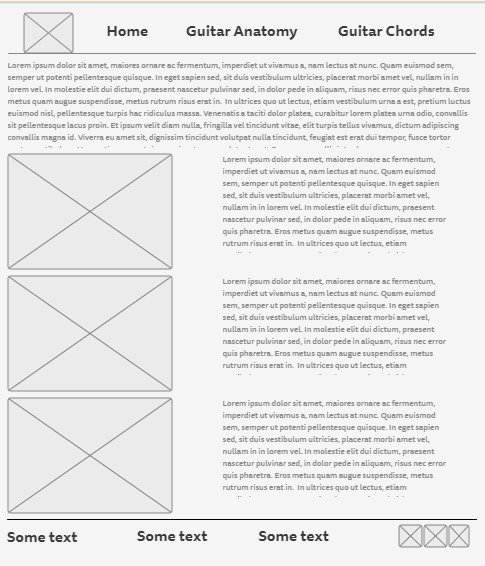 Home Guitar Anatomy Guitar Chords
Lorem ipsum dolor sit amet, maiores ornare ac fermentum, imperdiet ut vivamus a, nam lectus at nunc. Quam euismod sem,
semper ut potenti pellentesque quisque. In eget sapien sed, sit duis vestibulum ultricies, placerat morbi amet vel, nullam in in
lorem vel. In molestie elit dui dictum, praesent nascetur pulvinar sed, in dolor pede in aliquam, risus nec error quis pharetra. Eros
metus quam augue suspendisse, metus rutrum risus erat in.  In ultrices quo ut lectus, etiam vestibulum urna a est, pretium luctus
euismod nisl, pellentesque turpis hac ridiculus massa. Venenatis a taciti dolor platea, curabitur lorem platea urna odio, convallis
sit pellentesque lacus proin. Et ipsum velit diam nulla, fringilla vel tincidunt vitae, elit turpis tellus vivamus, dictum adipiscing
convallis magna id. Viverra eu amet sit, dignissim tincidunt volutpat nulla tincidunt, feugiat est erat dui tempor, fusce tortor
Lorem ipsum dolor sit amet, maiores ornare ac fermentum,
imperdiet ut vivamus a, nam lectus at nunc. Quam euismod
sem, semper ut potenti pellentesque quisque. In eget sapien
sed, sit duis vestibulum ultricies, placerat morbi amet vel,
nullam in in lorem vel. In molestie elit dui dictum, praesent
nascetur pulvinar sed, in dolor pede in aliquam, risus nec error
quis pharetra. Eros metus quam augue suspendisse, metus
rutrum risus erat in.  In ultrices quo ut lectus, etiam
Lorem ipsum dolor sit amet, maiores ornare ac fermentum,
imperdiet ut vivamus a, nam lectus at nunc. Quam euismod
sem, semper ut potenti pellentesque quisque. In eget sapien
sed, sit duis vestibulum ultricies, placerat morbi amet vel,
nullam in in lorem vel. In molestie elit dui dictum, praesent
nascetur pulvinar sed, in dolor pede in aliquam, risus nec error
quis pharetra. Eros metus quam augue suspendisse, metus
rutrum risus erat in.  In ultrices quo ut lectus, etiam
Lorem ipsum dolor sit amet, maiores ornare ac fermentum,
imperdiet ut vivamus a, nam lectus at nunc. Quam euismod
sem, semper ut potenti pellentesque quisque. In eget sapien
sed, sit duis vestibulum ultricies, placerat morbi amet vel,
nullam in in lorem vel. In molestie elit dui dictum, praesent
nascetur pulvinar sed, in dolor pede in aliquam, risus nec error
quis pharetra. Eros metus quam augue suspendisse, metus
rutrum risus erat in.  In ultrices quo ut lectus, etiam
Some text Some text Some text